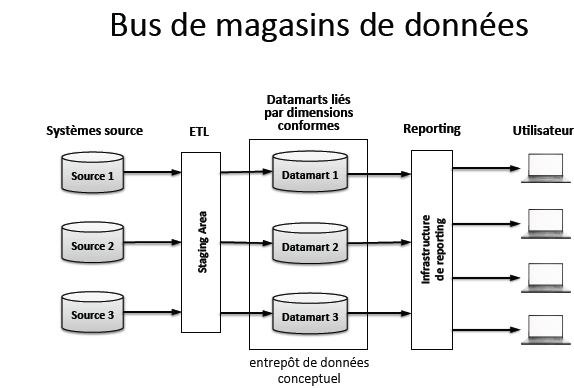 Bus de magasins de données
Datamarts liés
par dimensions
conformes
Systèmes source
ETL
Reporting
Utilisateur
Source 1
Datamart 1
Source 2
Datamart 2
Source 3
Datamart 3
Staging Area
Infrastructure
de reporting
entrepôt de données
conceptuel